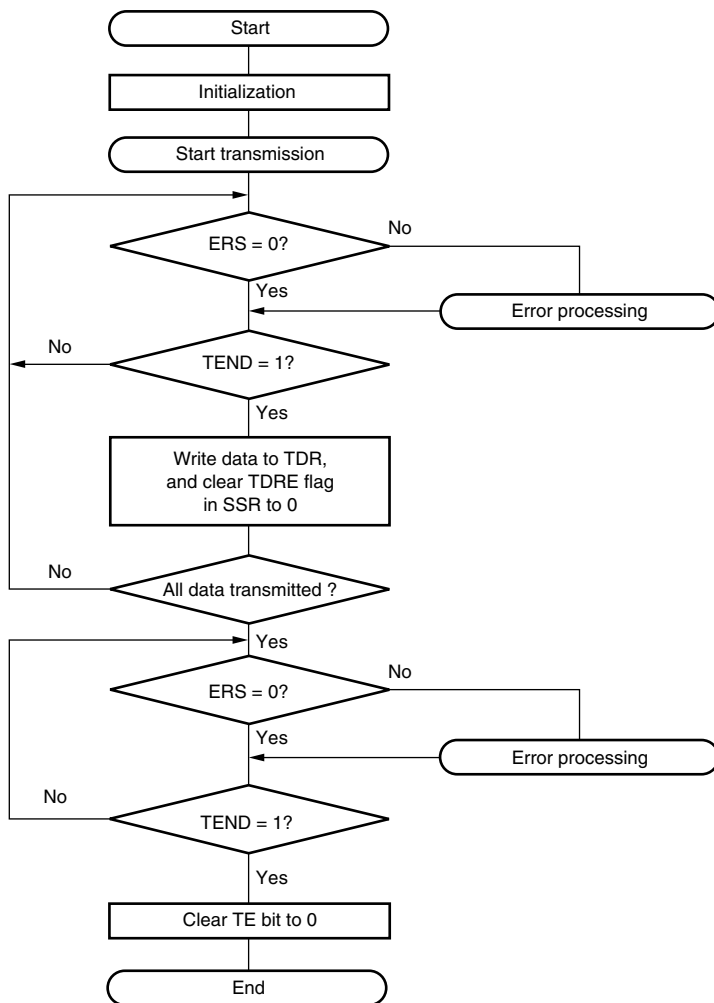 Start
Initialization
Start transmission
ERS = 0?
No
Yes
Error processing
No
TEND = 1?
Yes
Write data to TDR,
and clear TDRE flag
in SSR to 0
No
All data transmitted ?
Yes
ERS = 0?
No
Yes
Error processing
No
TEND = 1?
Yes
Clear TE bit to 0
End